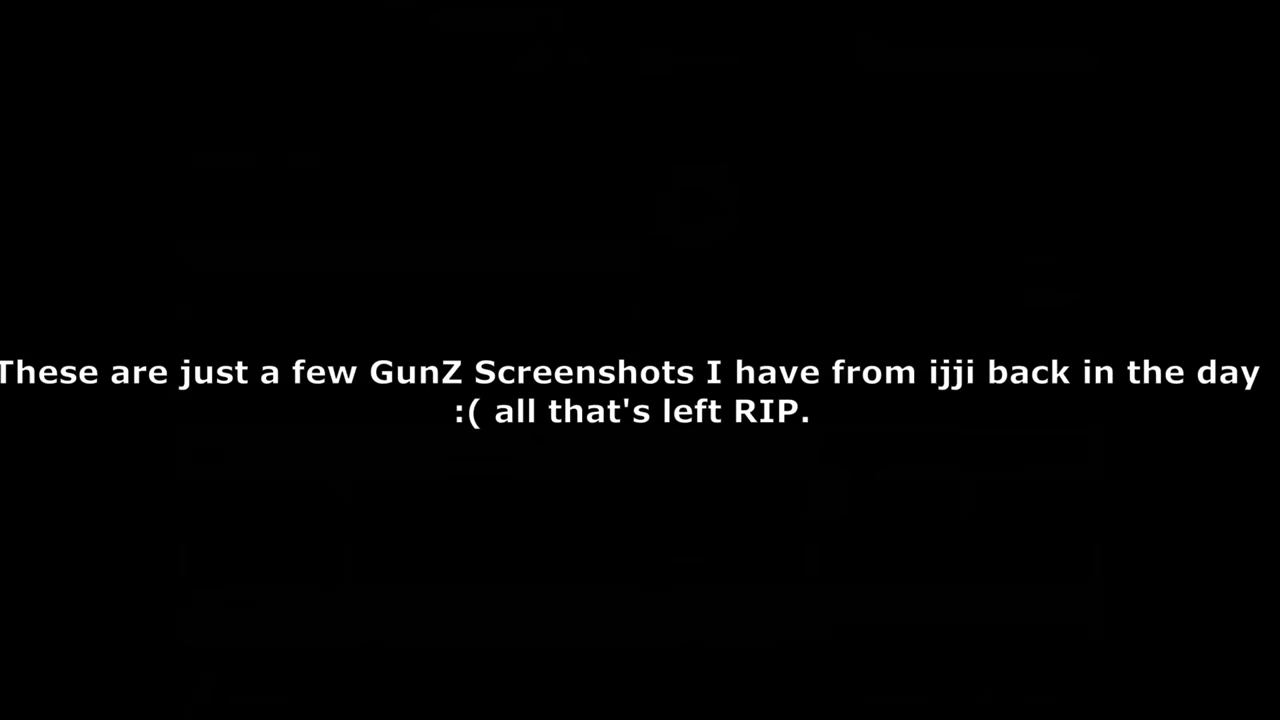 These are just a few GunZ Screenshots I have from ijji back in the day
:( all that's left RIP.